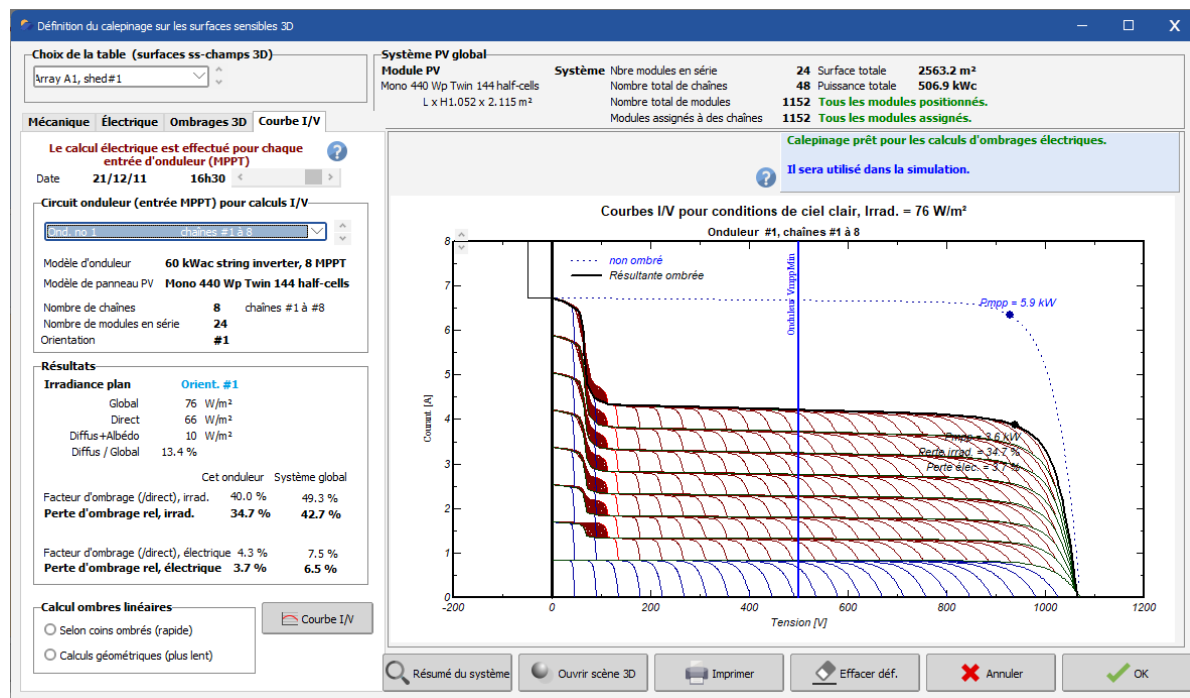 Définition du calepinage sur les surfaces sensibles 3D
Choix de la table (surfaces ss-champs 3D)
Array A1, shed#1
Système PV global
Module PV
Mono 440 Wp Twin 144 half-cells
L x H1.052 x 2.115 m²
Système Nbre modules en série 24 Surface totale 2563.2 m²
Nombre total de chaînes 48 Puissance totale 506.9 kWc
Nombre total de modules 1152 Tous les modules positionnés.
Modules assignés à des chaînes 1152 Tous les modules assignés.
Mécanique Électrique Ombrages 3D Courbe I/V
Le calcul électrique est effectué pour chaque
entrée d'onduleur (MPPT)
Date 21/12/11 16h30
Circuit onduleur (entrée MPPT) pour calculs I/V
Ond. no 1 chaînes #1 à 8
Modèle d'onduleur 60 kWac string inverter, 8 MPPT
Modèle de panneau PV Mono 440 Wp Twin 144 half-cells
Nombre de chaînes 8 chaînes #1 à #8
Nombre de modules en série 24
Orientation #1
Résultats
Irradiance plan Orient. #1
Global 76 W/m²
Direct 66 W/m²
Diffus+Albédo 10 W/m²
Diffus / Global 13.4 %
Cet onduleur Système global
Facteur d'ombrage (/direct), irrad. 40.0 % 49.3 %
Perte d'ombrage rel, irrad. 34.7 % 42.7 %
Facteur d'ombrage (/direct), électrique 4.3 % 7.5 %
Perte d'ombrage rel, électrique 3.7 % 6.5 %
Calcul ombres linéaires
Selon coins ombrés (rapide)
Calculs géométriques (plus lent)
Courbe I/V
Calepinage prêt pour les calculs d'ombrages électriques.
Il sera utilisé dans la simulation.
Courbes I/V pour conditions de ciel clair, Irrad. = 76 W/m²
Onduleur #1, chaînes #1 à 8
non ombré
Résultante ombrée
Onduleur VmppMin
Pmpp = 5.9 kW
Pmpp = 3.6 kW
Perte irrad. = 34.7 %
Perte élec. = 3.7 %
Courant [A]
8
7
6
5
4
3
2
1
0
-200 0 200 400 600 800 1000 1200
Tension [V]
Résumé du système
Ouvrir scène 3D
Imprimer
Effacer déf.
Annuler
OK